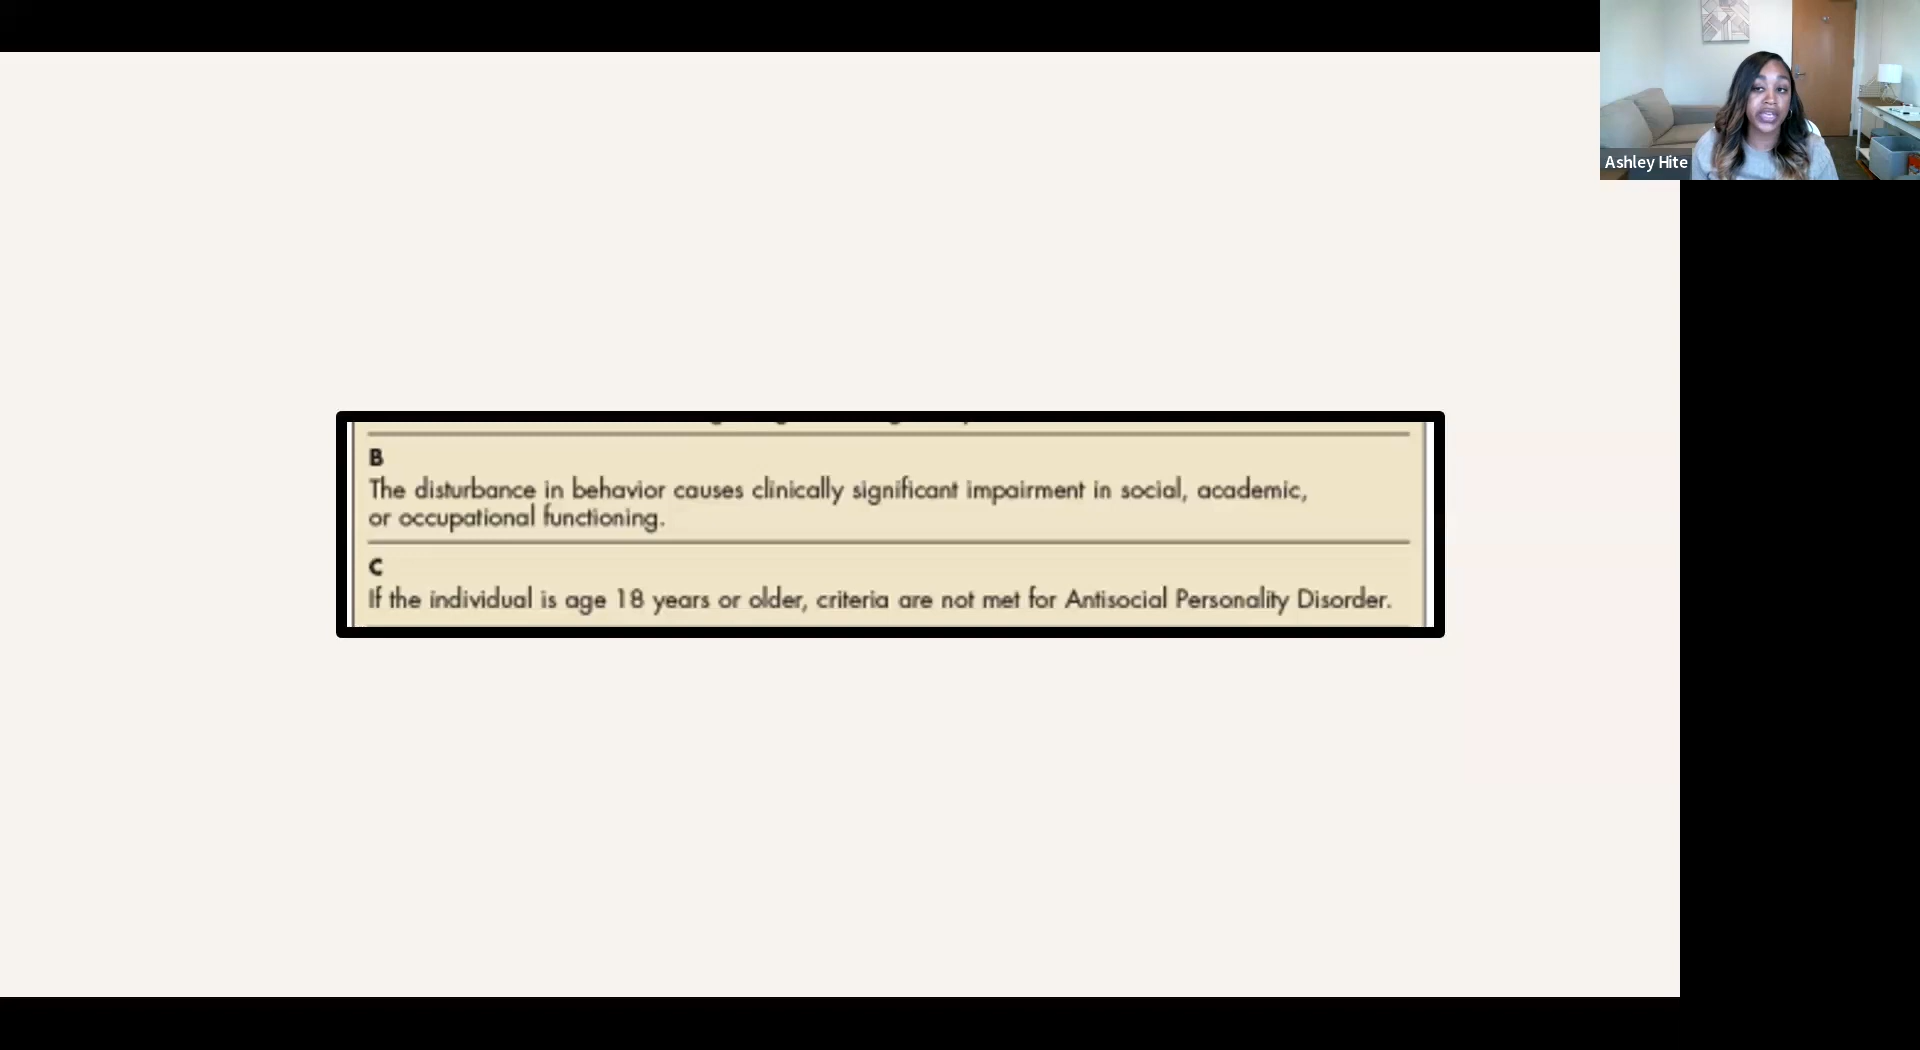 Ashley Hite
B
The disturbance in behavior causes clinically significant impairment in social, academic,
or occupational functioning.
C
If the individual is age 18 years or older, criteria are not met for Antisocial Personality Disorder.